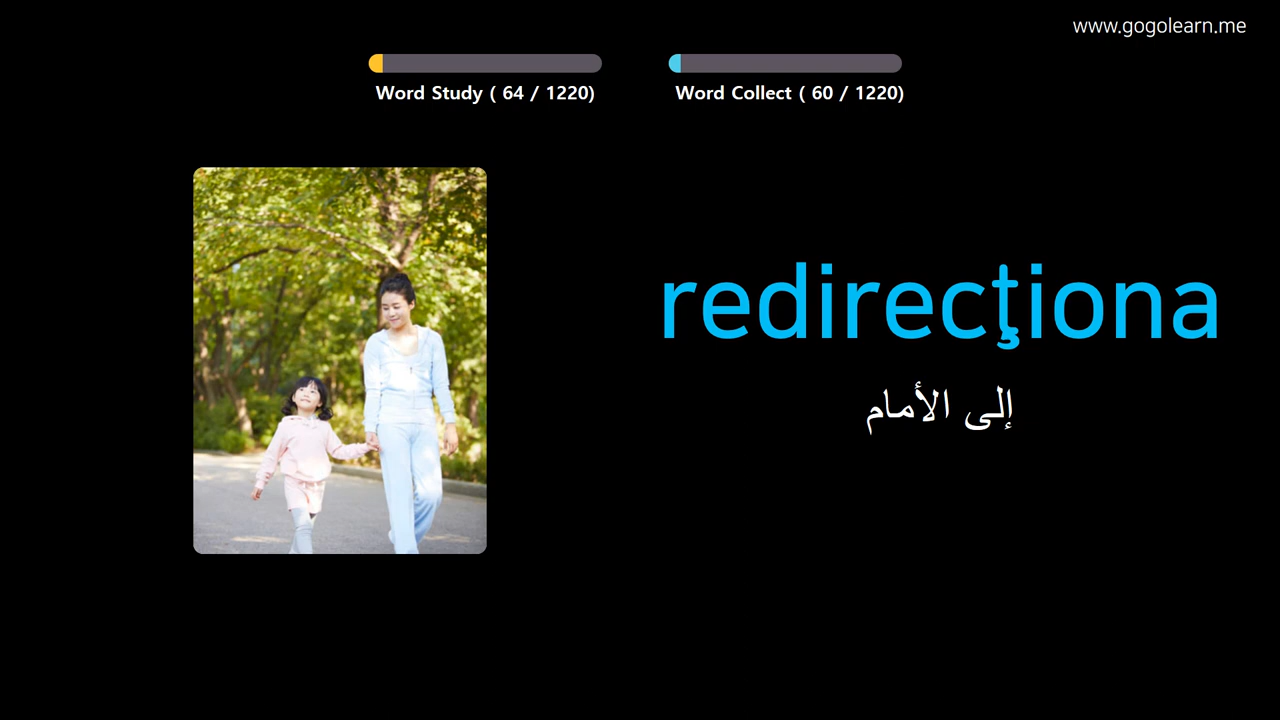 www.gogolearn.me
Word Study ( 64 / 1220)
Word Collect ( 60 / 1220)
redirecţiona
إلى الأمام